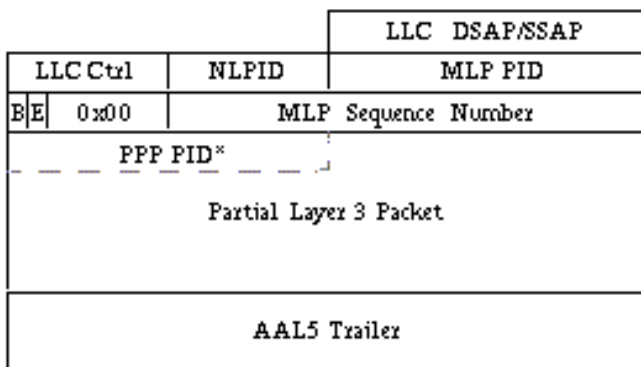 LLC DSAP/SSAP
LLC Ctrl NLPID MLP PID
B E 0x00 MLP Sequence Number
PPP PID*
Partial Layer 3 Packet
AAL5 Trailer